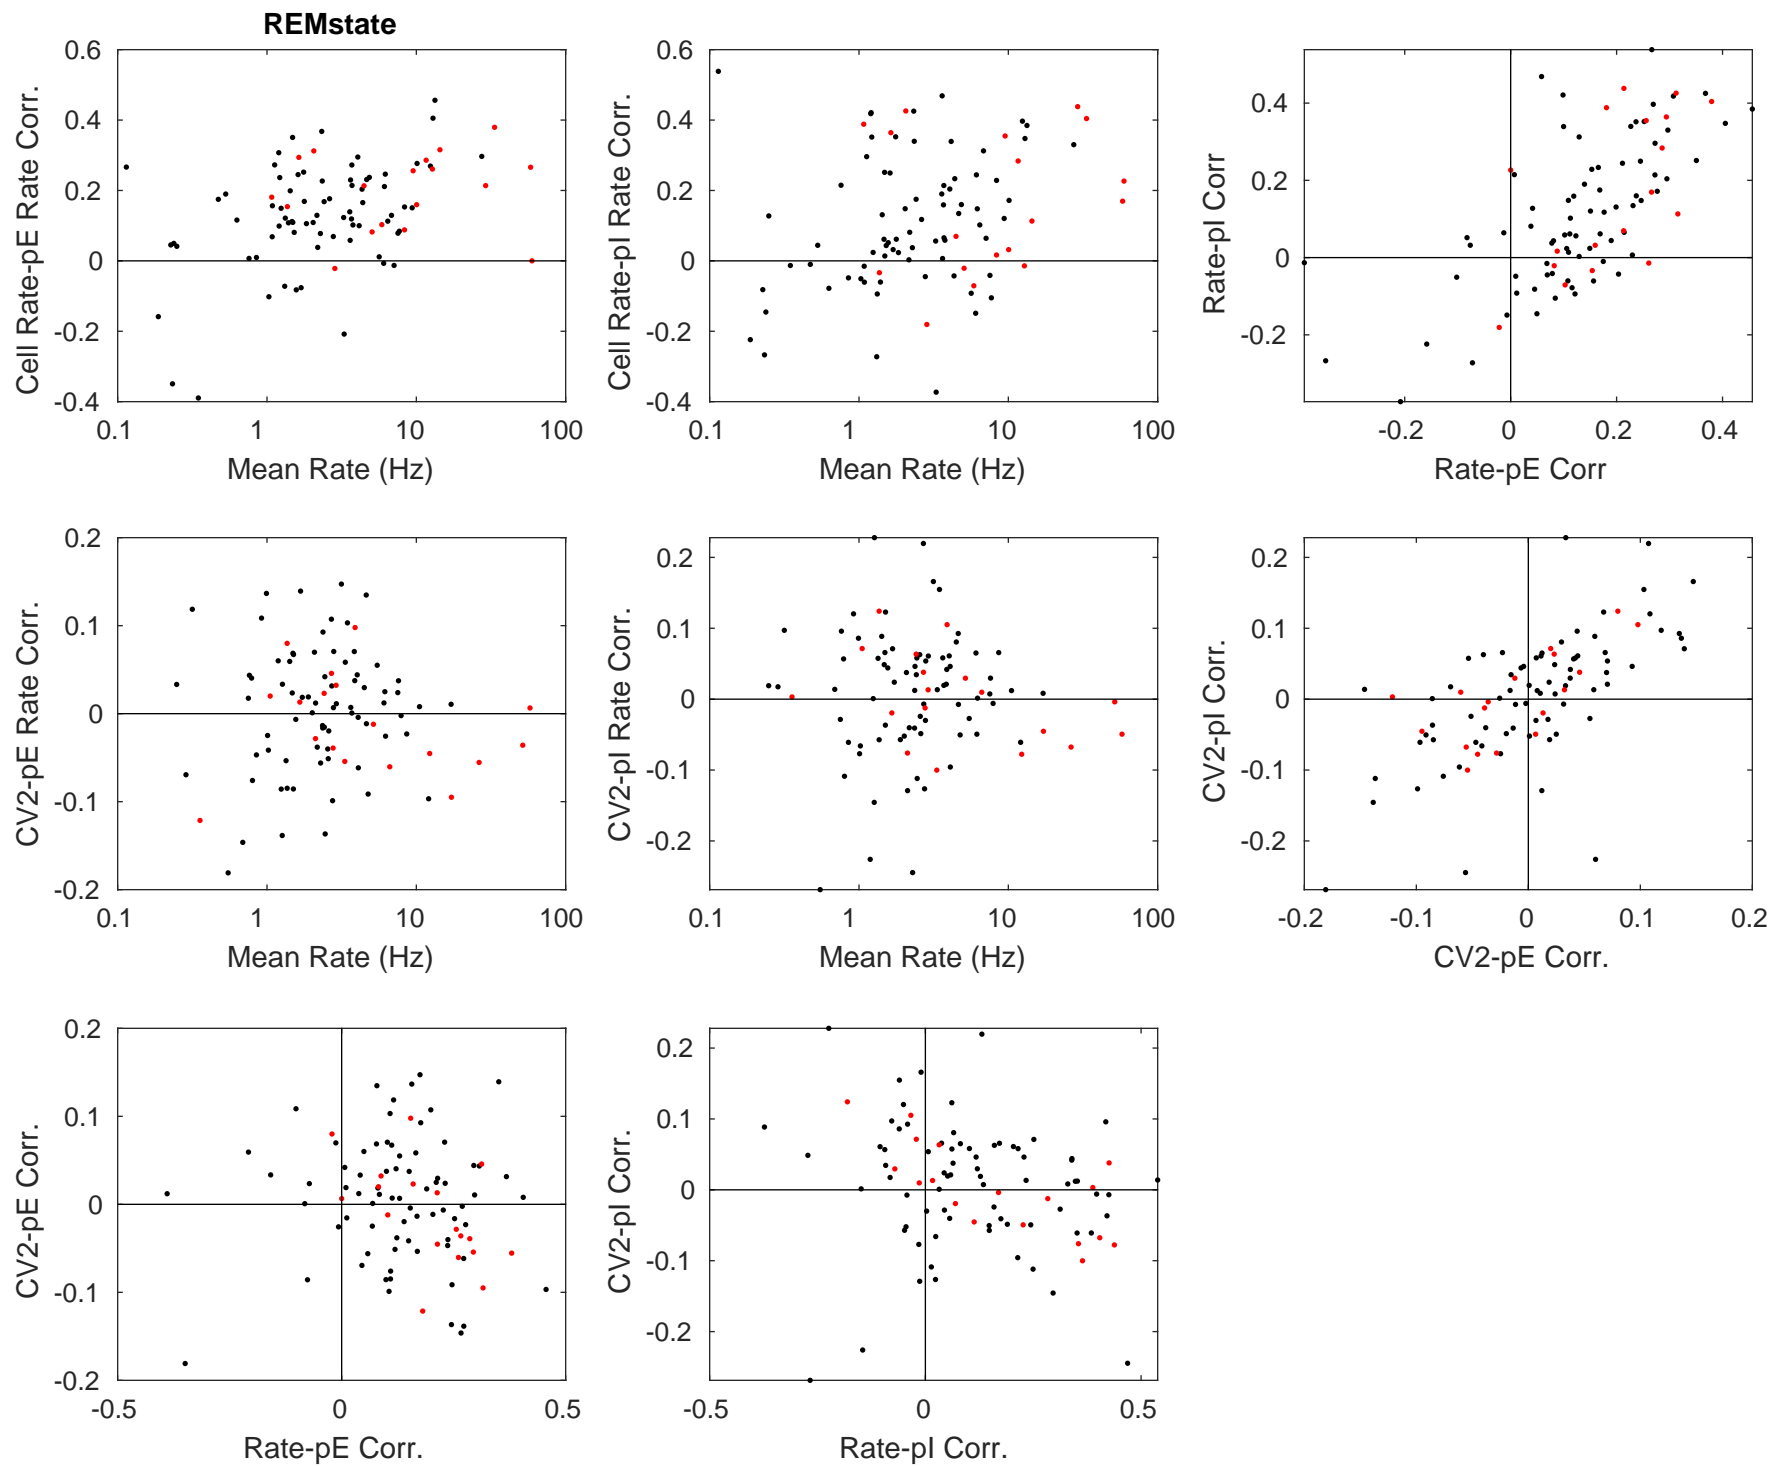 REMstate
0.6
0.4
0.2
0
-0.2
-0.4
0.1 1 10 100
Mean Rate (Hz)
Cell Rate-pE Rate Corr.
0.6
0.4
0.2
0
-0.2
-0.4
0.1 1 10 100
Mean Rate (Hz)
Cell Rate-pI Rate Corr.
0.4
0.2
0
-0.2
-0.2 0 0.2 0.4
Rate-pE Corr
Rate-pI Corr
0.2
0.1
0
-0.1
-0.2
0.1 1 10 100
Mean Rate (Hz)
CV2-pE Rate Corr.
0.2
0.1
0
-0.1
-0.2
0.1 1 10 100
Mean Rate (Hz)
CV2-pI Rate Corr.
0.2
0.1
0
-0.1
-0.2
-0.2 -0.1 0 0.1 0.2
CV2-pE Corr.
CV2-pI Corr.
0.2
0.1
0
-0.1
-0.2
-0.5 0 0.5
Rate-pE Corr.
CV2-pE Corr.
0.2
0.1
0
-0.1
-0.2
-0.5 0 0.5
Rate-pI Corr.
CV2-pI Corr.